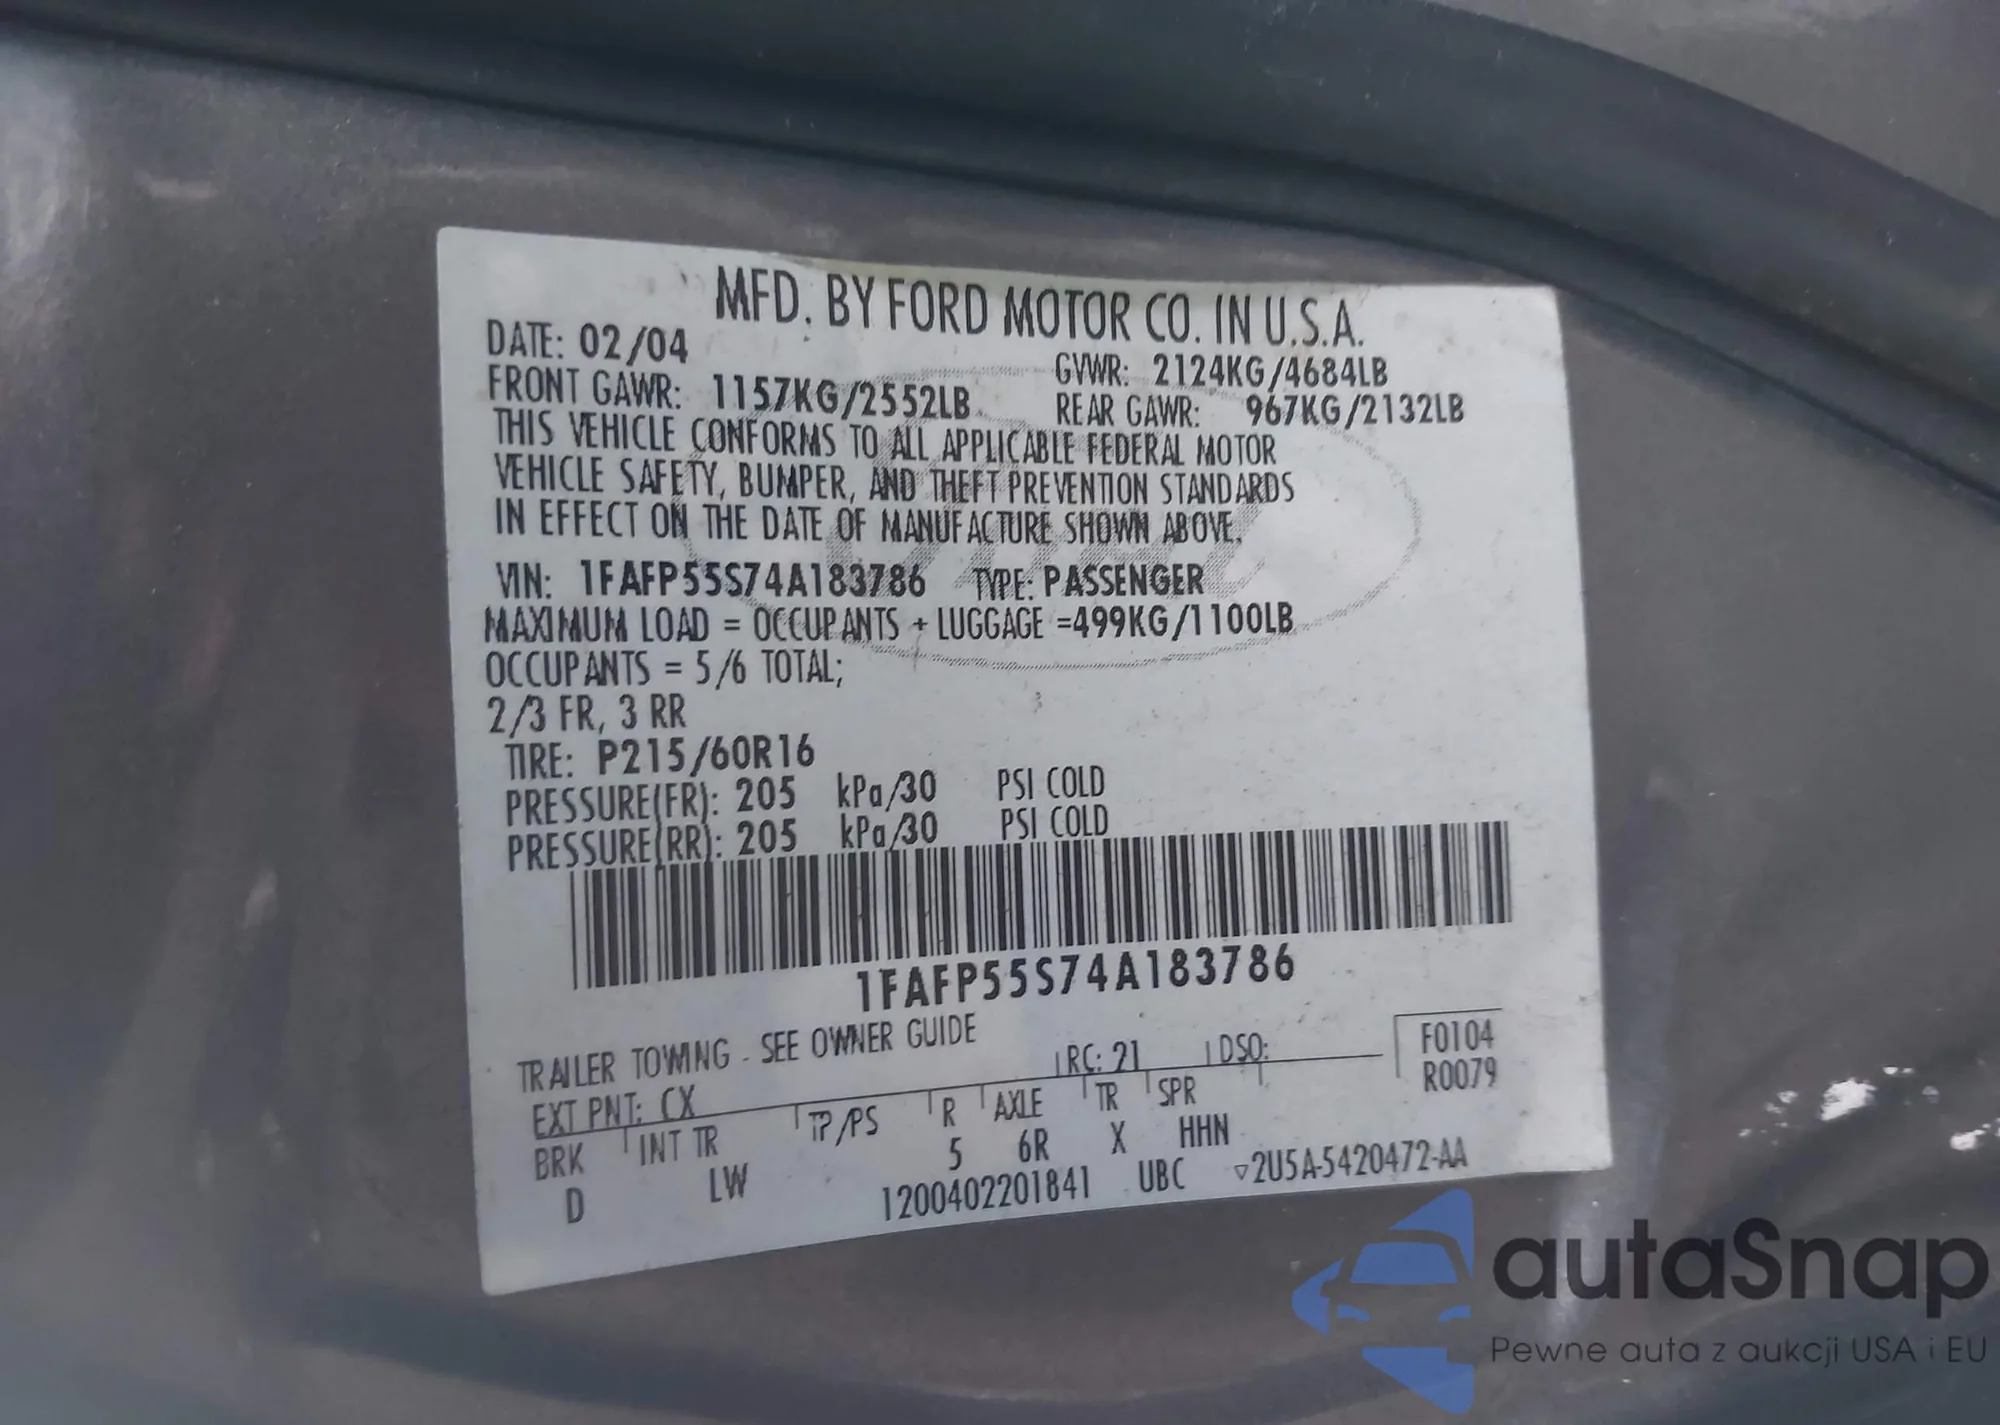 MFD. BY FORD MOTOR CO. IN U.S.A.
DATE: 02/04 GVWR: 2124KG/4684LB
FRONT GAWR: 1157KG/2552LB REAR GAWR: 967KG/2132LB
THIS VEHICLE CONFORMS TO ALL APPLICABLE FEDERAL MOTOR
VEHICLE SAFETY, BUMPER, AND THEFT PREVENTION STANDARDS
IN EFFECT ON THE DATE OF MANUFACTURE SHOWN ABOVE.
VIN: 1FAFP55S74A183786 TYPE: PASSENGER
MAXIMUM LOAD = OCCUPANTS + LUGGAGE =499KG/1100LB
OCCUPANTS = 5/6 TOTAL;
2/3 FR, 3 RR
TIRE: P215/60R16
PRESSURE(FR): 205 kPa/30 PSI COLD
PRESSURE(RR): 205 kPa/30 PSI COLD
1FAFP55S74A183786
TRAILER TOWING - SEE OWNER GUIDE
EXT PNT: CX RC: 21 DSO: F0104
R0079
BRK INT TR TP/PS R AXLE TR SPR
D LW 5 6R X HHN
1200402201841 UBC ▽2U5A-5420472-AA
autaSnap
Pewne auta z aukcji USA i EU